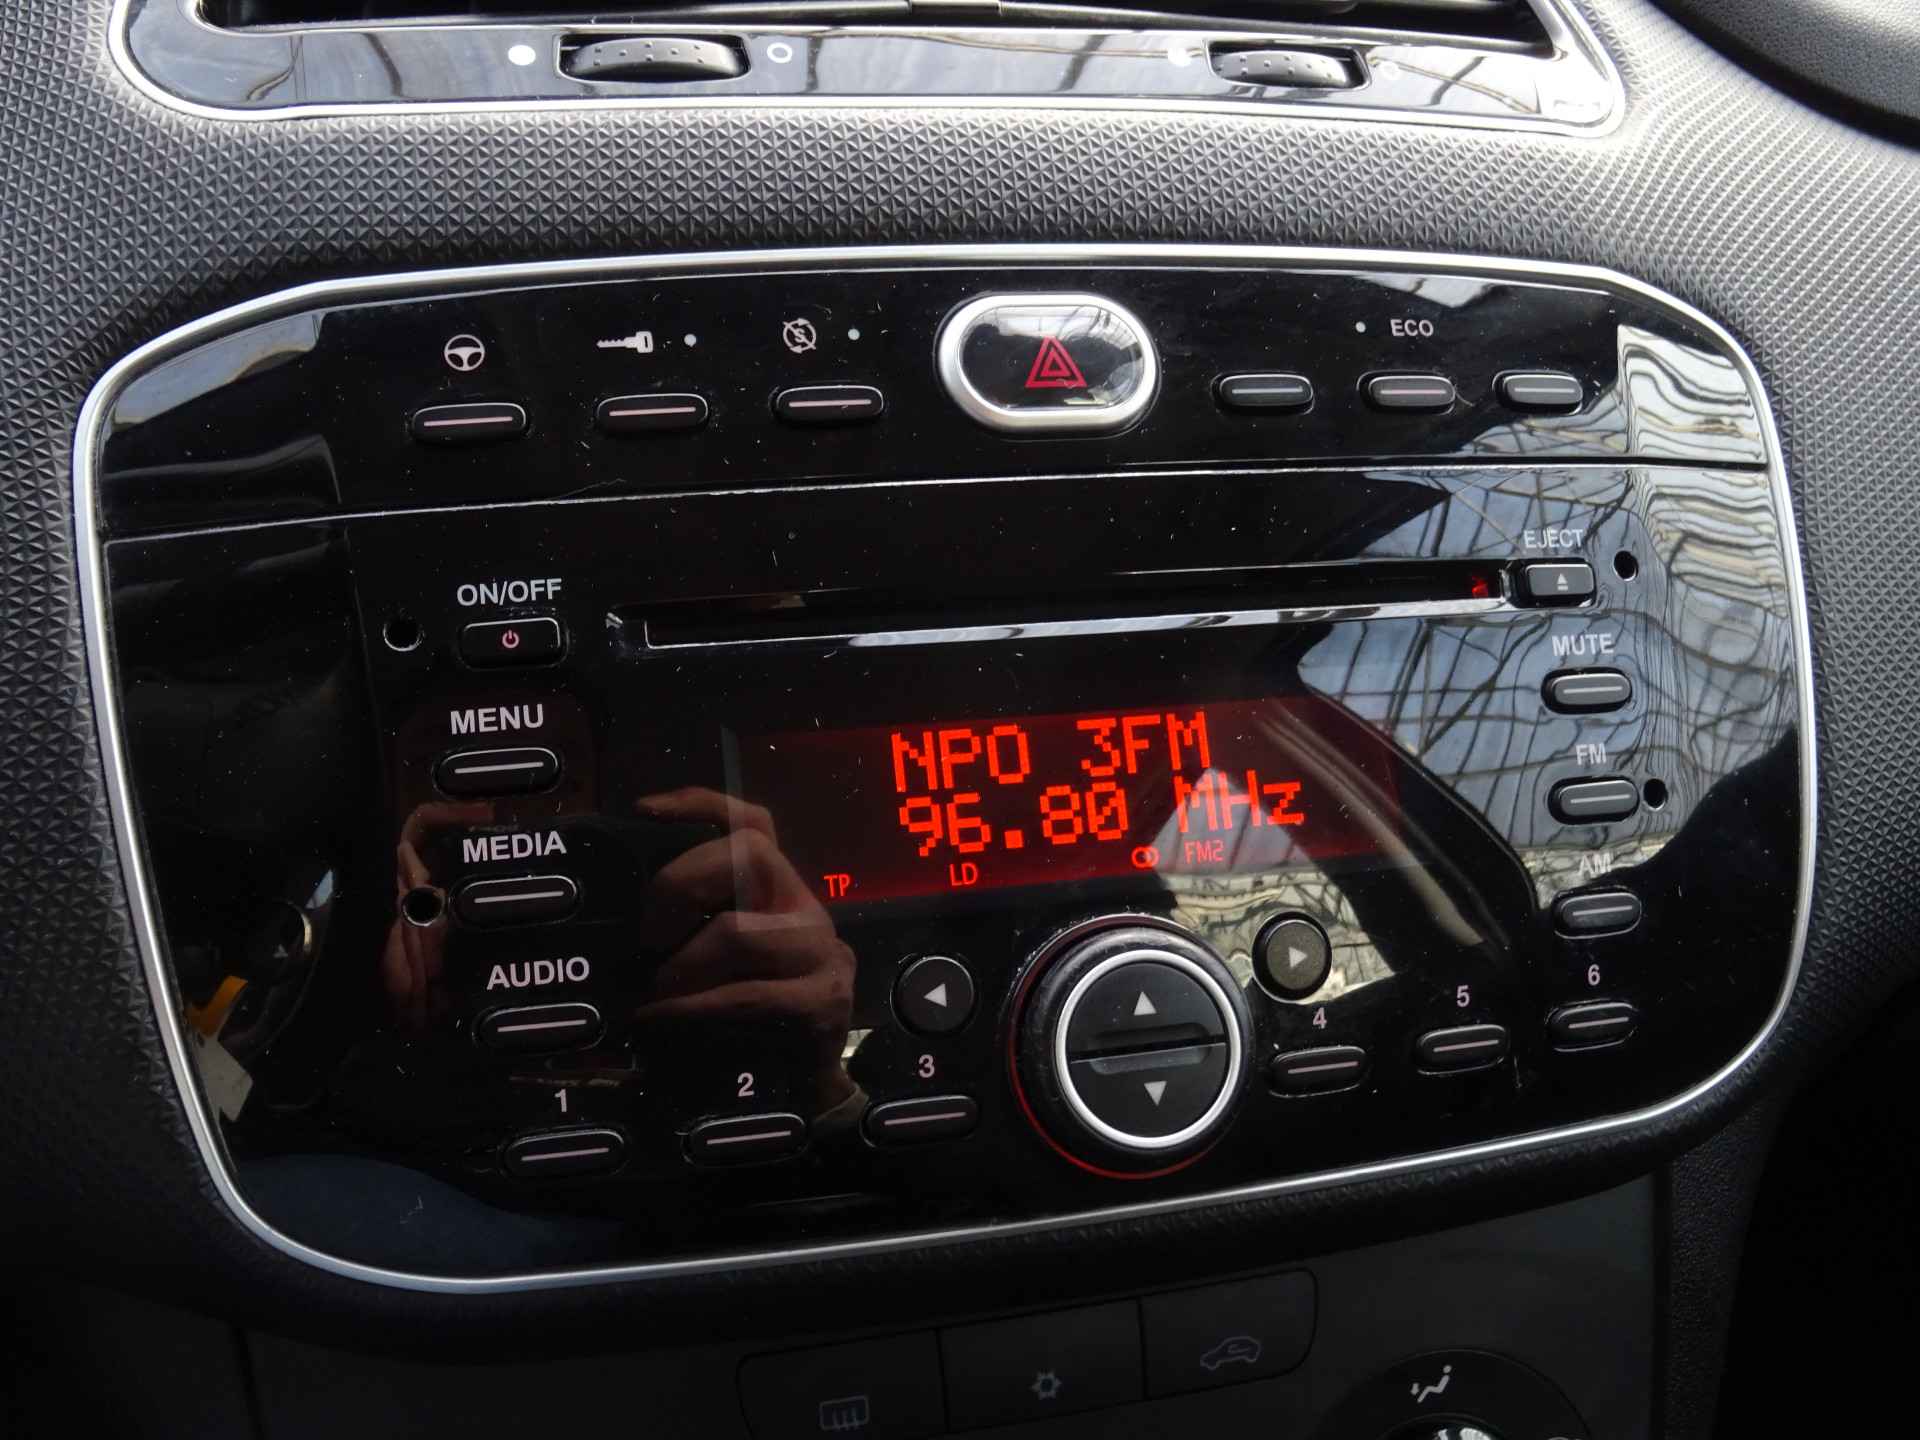 ECO
EJECT
ON/OFF
MUTE
MENU
NPO 3FM
FM
96.80 MHz
MEDIA
TP LD FM2
AM
AUDIO
1 2 3 4 5 6